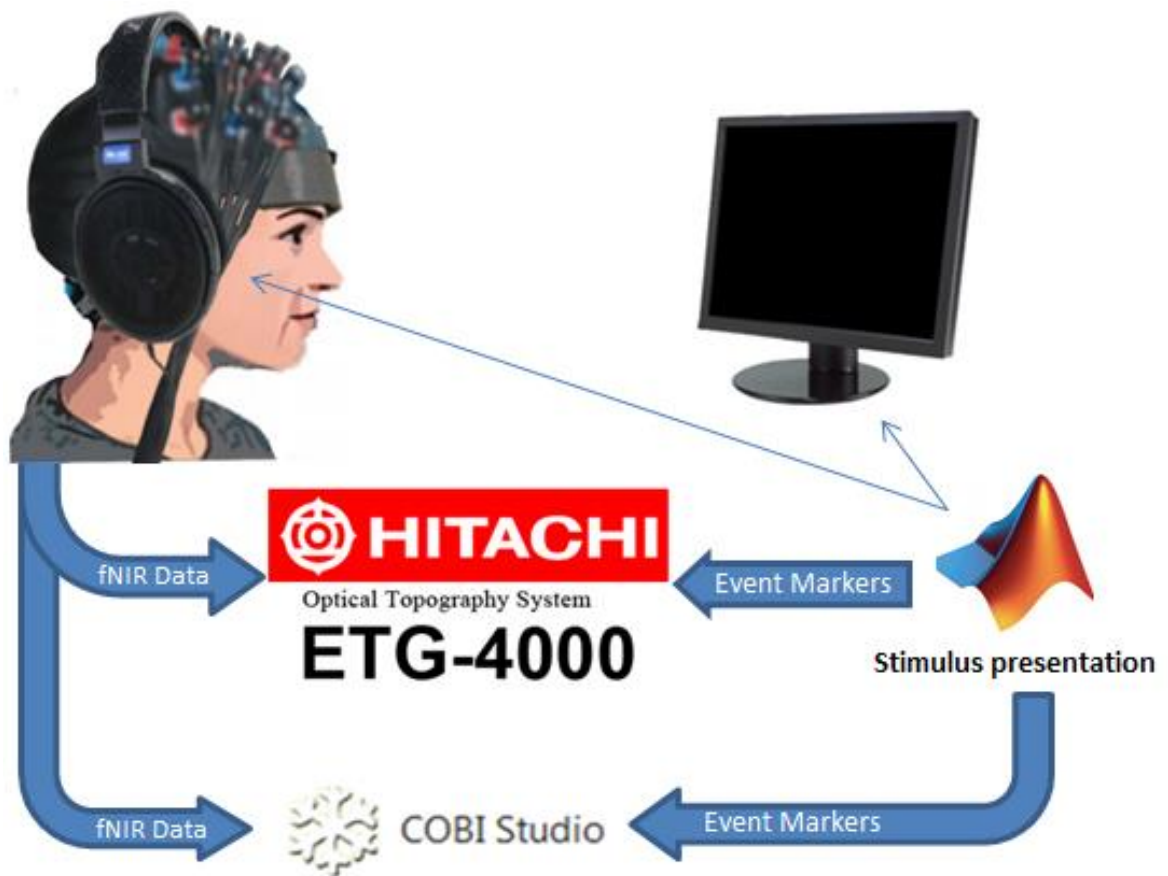 HITACHI
fNIR Data
Event Markers
Optical Topography System
ETG-4000
Stimulus presentation
fNIR Data
COBI Studio
Event Markers